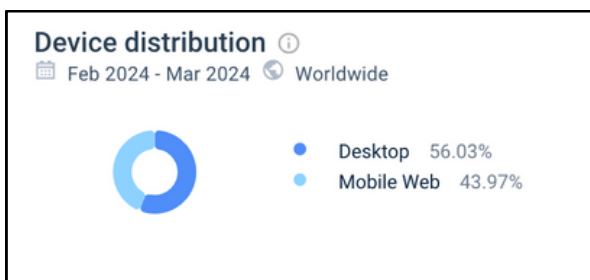 Device distribution
Feb 2024 - Mar 2024 Worldwide
Desktop 56.03%
Mobile Web 43.97%